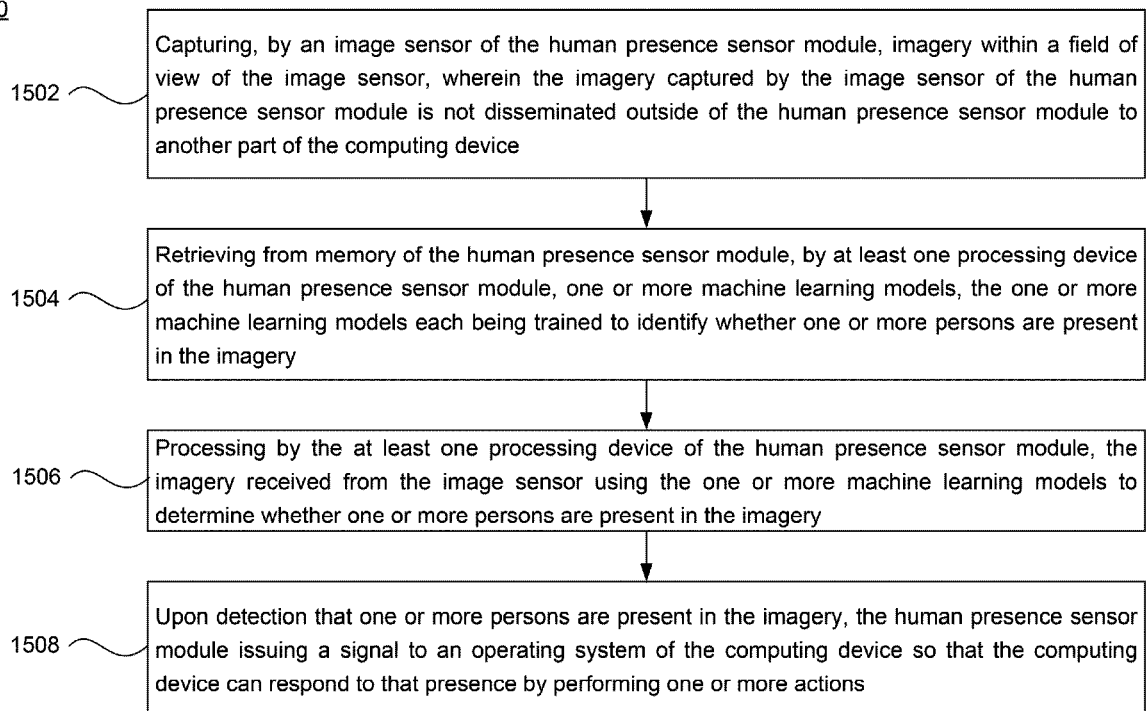 1502
Capturing, by an image sensor of the human presence sensor module, imagery within a field
of view of the image sensor, wherein the imagery captured by the image sensor of the human
presence sensor module is not disseminated outside of the human presence sensor module to
another part of the computing device
1504
Retrieving from memory of the human presence sensor module, by at least one processing device
of the human presence sensor module, one or more machine learning models, the one or more
machine learning models each being trained to identify whether one or more persons are present
in the imagery
1506
Processing by the at least one processing device of the human presence sensor module, the
imagery received from the image sensor using the one or more machine learning models to
determine whether one or more persons are present in the imagery
1508
Upon detection that one or more persons are present in the imagery, the human presence sensor
module issuing a signal to an operating system of the computing device so that the computing
device can respond to that presence by performing one or more actions